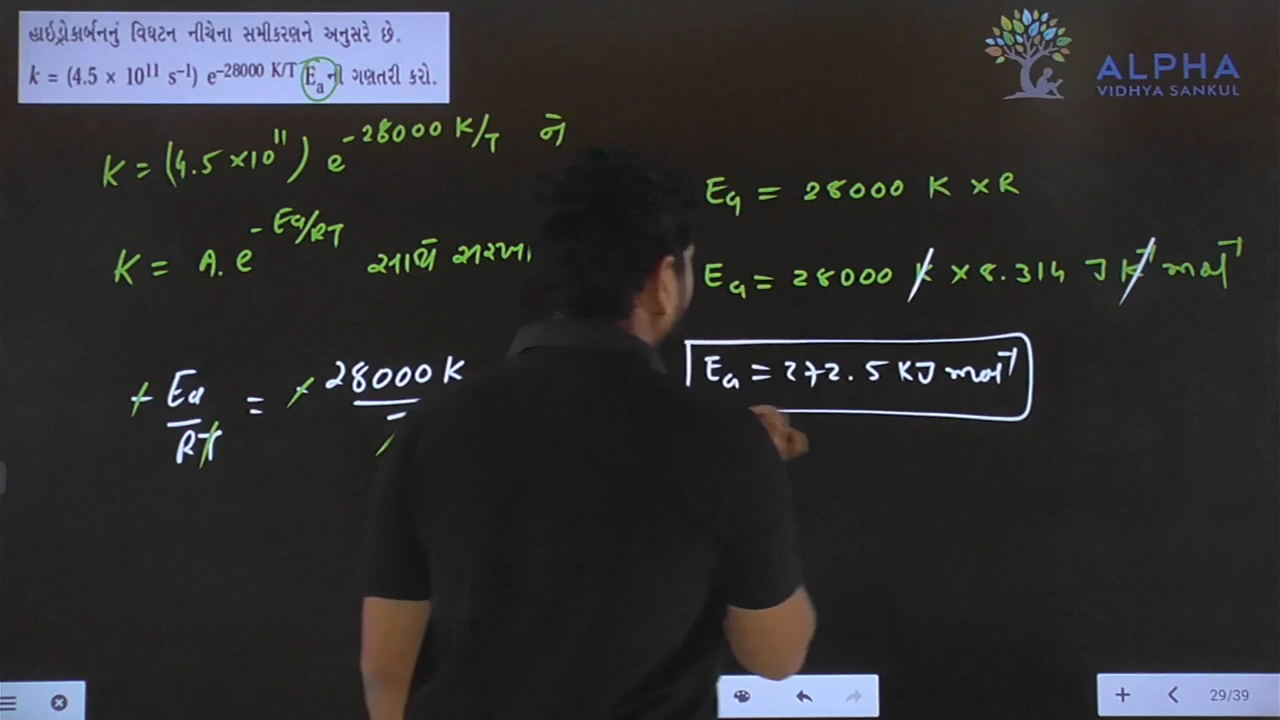 હાઇડ્રોકાર્બનનું વિઘટન નીચેના સમીકરણને અનુસરે છે.
k = (4.5 × 10¹¹ s⁻¹) e⁻²⁸⁰⁰⁰ ᴷ/ᵀ Eₐની ગણતરી કરો.
ALPHA
VIDHYA SANKUL
K = (4.5 × 10¹¹) e^-28000 K/T ને
K = A.e^-Ea/RT સાથે સરખા
- Ea/RT = - 28000 K
Ea = 28000 K × R
Ea = 28000 K × 8.314 J K⁻¹ mol⁻¹
Ea = 232.5 KJ mol⁻¹
29/39